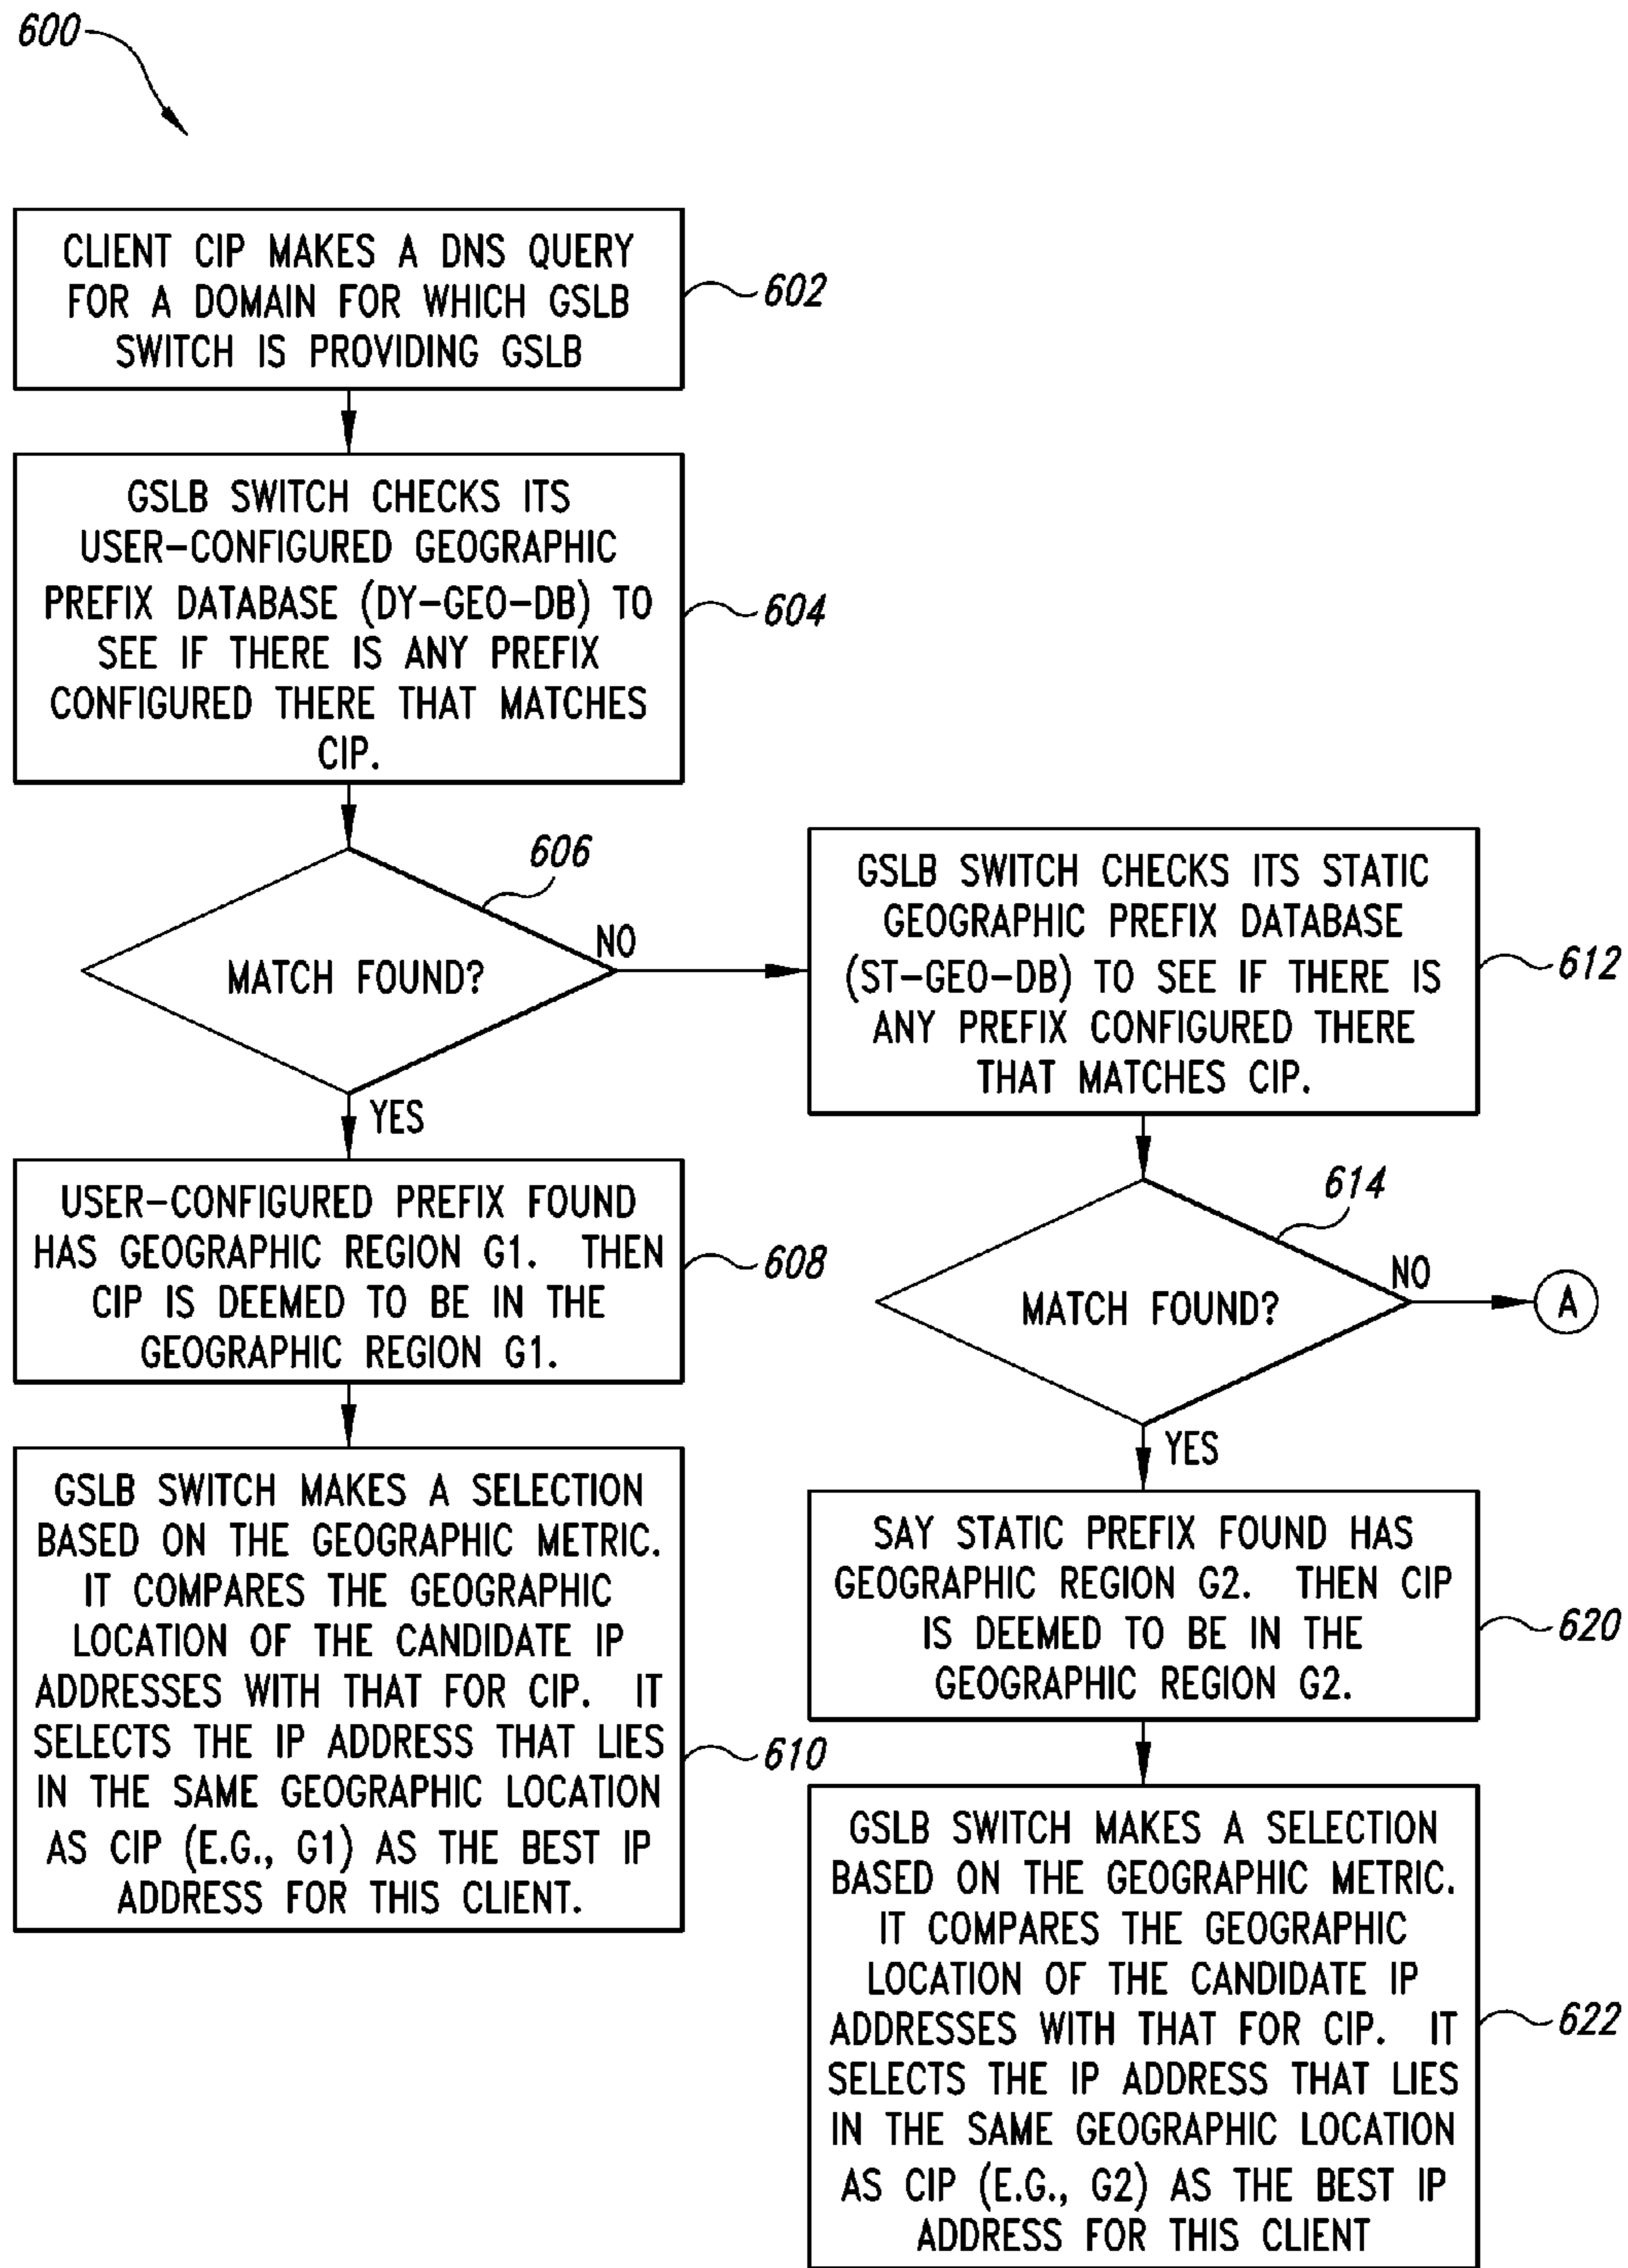 600
CLIENT CIP MAKES A DNS QUERY
FOR A DOMAIN FOR WHICH GSLB
SWITCH IS PROVIDING GSLB
602
GSLB SWITCH CHECKS ITS
USER-CONFIGURED GEOGRAPHIC
PREFIX DATABASE (DY-GEO-DB) TO
SEE IF THERE IS ANY PREFIX
CONFIGURED THERE THAT MATCHES
CIP.
604
606
MATCH FOUND?
NO
YES
USER-CONFIGURED PREFIX FOUND
HAS GEOGRAPHIC REGION G1. THEN
CIP IS DEEMED TO BE IN THE
GEOGRAPHIC REGION G1.
608
GSLB SWITCH MAKES A SELECTION
BASED ON THE GEOGRAPHIC METRIC.
IT COMPARES THE GEOGRAPHIC
LOCATION OF THE CANDIDATE IP
ADDRESSES WITH THAT FOR CIP. IT
SELECTS THE IP ADDRESS THAT LIES
IN THE SAME GEOGRAPHIC LOCATION
AS CIP (E.G., G1) AS THE BEST IP
ADDRESS FOR THIS CLIENT.
610
GSLB SWITCH CHECKS ITS STATIC
GEOGRAPHIC PREFIX DATABASE
(ST-GEO-DB) TO SEE IF THERE IS
ANY PREFIX CONFIGURED THERE
THAT MATCHES CIP.
612
614
MATCH FOUND?
NO
A
YES
SAY STATIC PREFIX FOUND HAS
GEOGRAPHIC REGION G2. THEN CIP
IS DEEMED TO BE IN THE
GEOGRAPHIC REGION G2.
620
GSLB SWITCH MAKES A SELECTION
BASED ON THE GEOGRAPHIC METRIC.
IT COMPARES THE GEOGRAPHIC
LOCATION OF THE CANDIDATE IP
ADDRESSES WITH THAT FOR CIP. IT
SELECTS THE IP ADDRESS THAT LIES
IN THE SAME GEOGRAPHIC LOCATION
AS CIP (E.G., G2) AS THE BEST IP
ADDRESS FOR THIS CLIENT
622